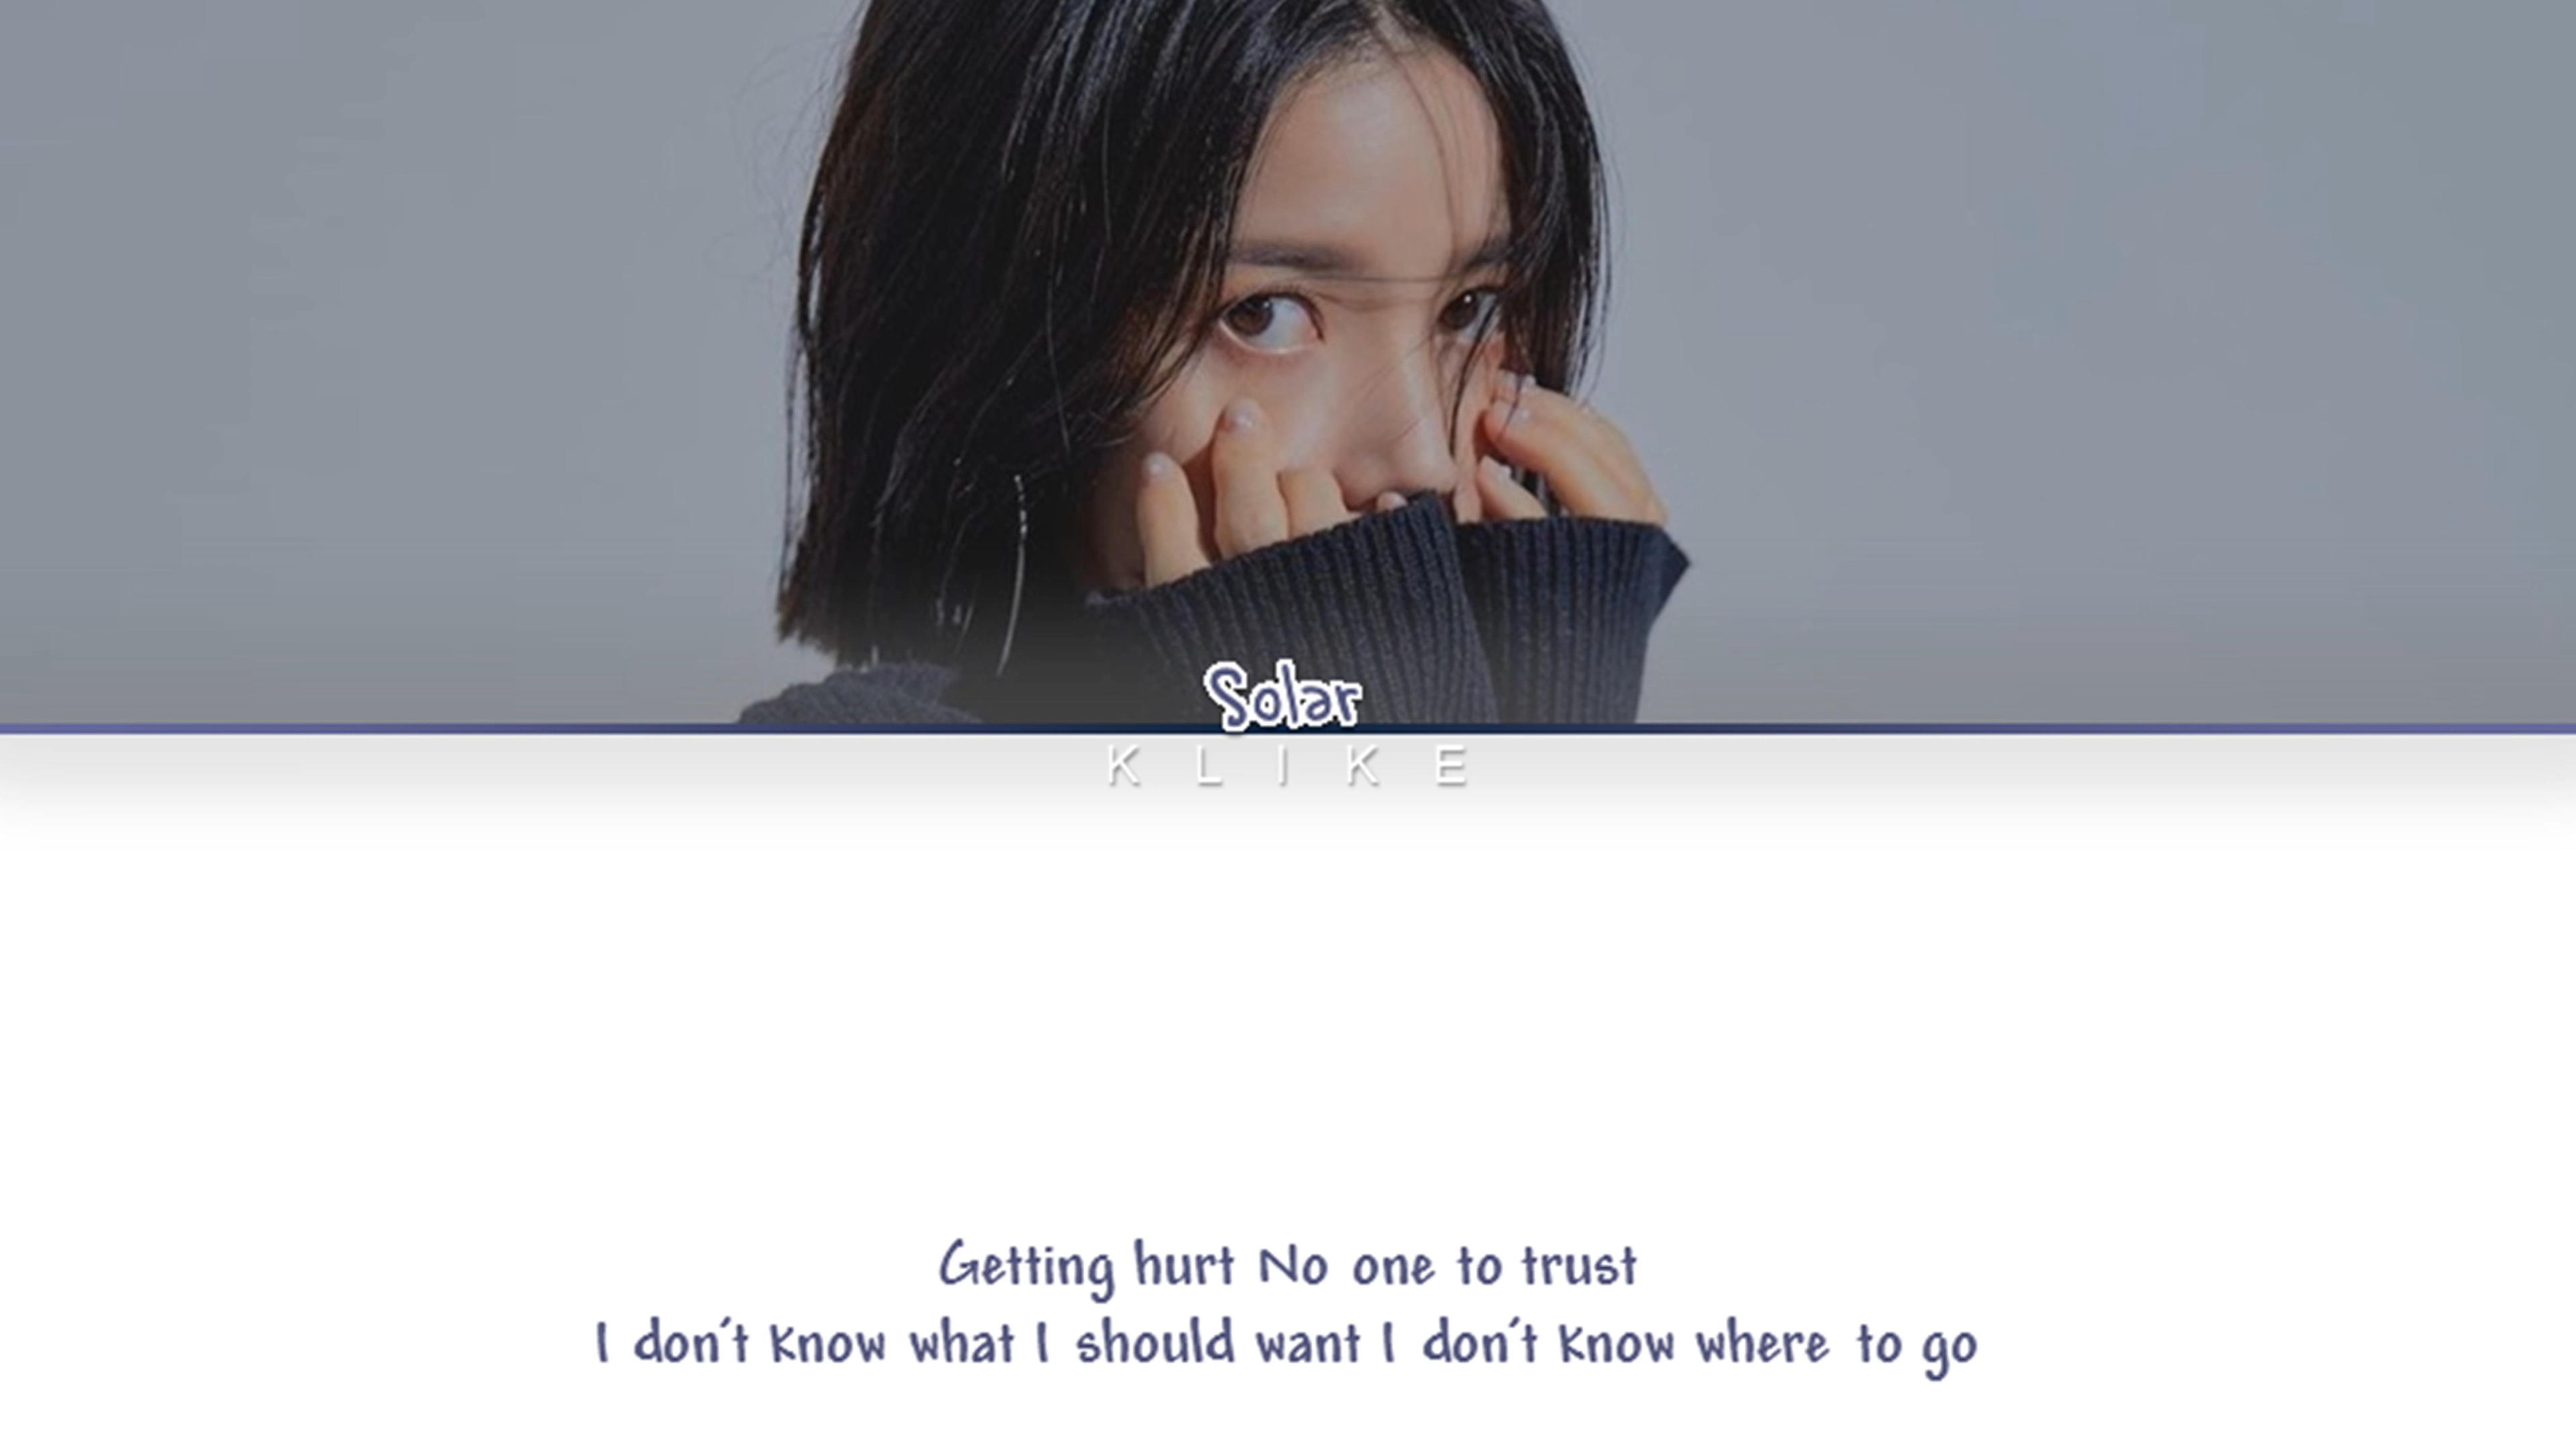 Solar
K L I K E
Getting hurt No one to trust
I don't know what I should want I don't know where to go